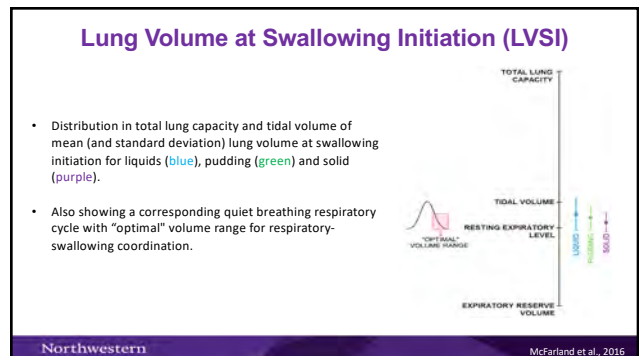 Lung Volume at Swallowing Initiation (LVSI)
• Distribution in total lung capacity and tidal volume of
mean (and standard deviation) lung volume at swallowing
initiation for liquids (blue), pudding (green) and solid
(purple).
• Also showing a corresponding quiet breathing respiratory
cycle with “optimal" volume range for respiratory-
swallowing coordination.
TOTAL LUNG
CAPACITY
TIDAL VOLUME
RESTING EXPIRATORY
LEVEL
"OPTIMAL"
VOLUME RANGE
EXPIRATORY RESERVE
VOLUME
LIQUID
PUDDING
SOLID
Northwestern
McFarland et al., 2016